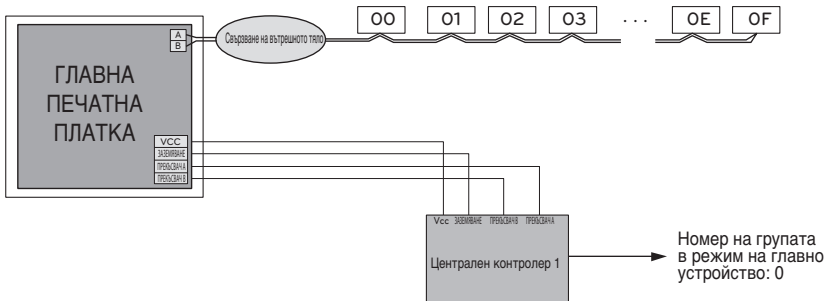 00 01 02 03 ... 0E 0F
A
B
Свързване на вътрешното тяло
ГЛАВНА
ПЕЧАТНА
ПЛАТКА
VCC
ЗАЗЕМЯВАНЕ
ПРЕКЪСВАЧ A
ПРЕКЪСВАЧ B
Vcc ЗАЗЕМЯВАНЕ ПРЕКЪСВАЧ B ПРЕКЪСВАЧ A
Централен контролер 1
Номер на групата
в режим на главно
устройство: 0